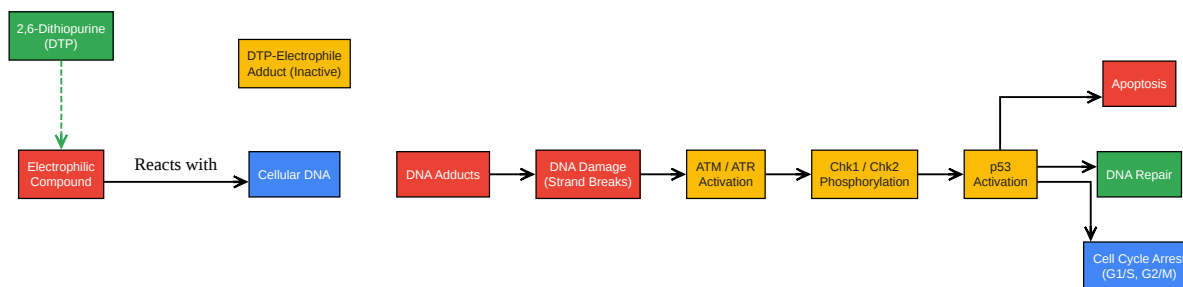 2,6-Dithiopurine
(DTP)
DTP-Electrophile
Adduct (Inactive)
Apoptosis
Electrophilic
Compound
Reacts with
Cellular DNA
DNA Adducts
DNA Damage
(Strand Breaks)
ATM / ATR
Activation
Chk1 / Chk2
Phosphorylation
p53
Activation
DNA Repair
Cell Cycle Arrest
(G1/S, G2/M)